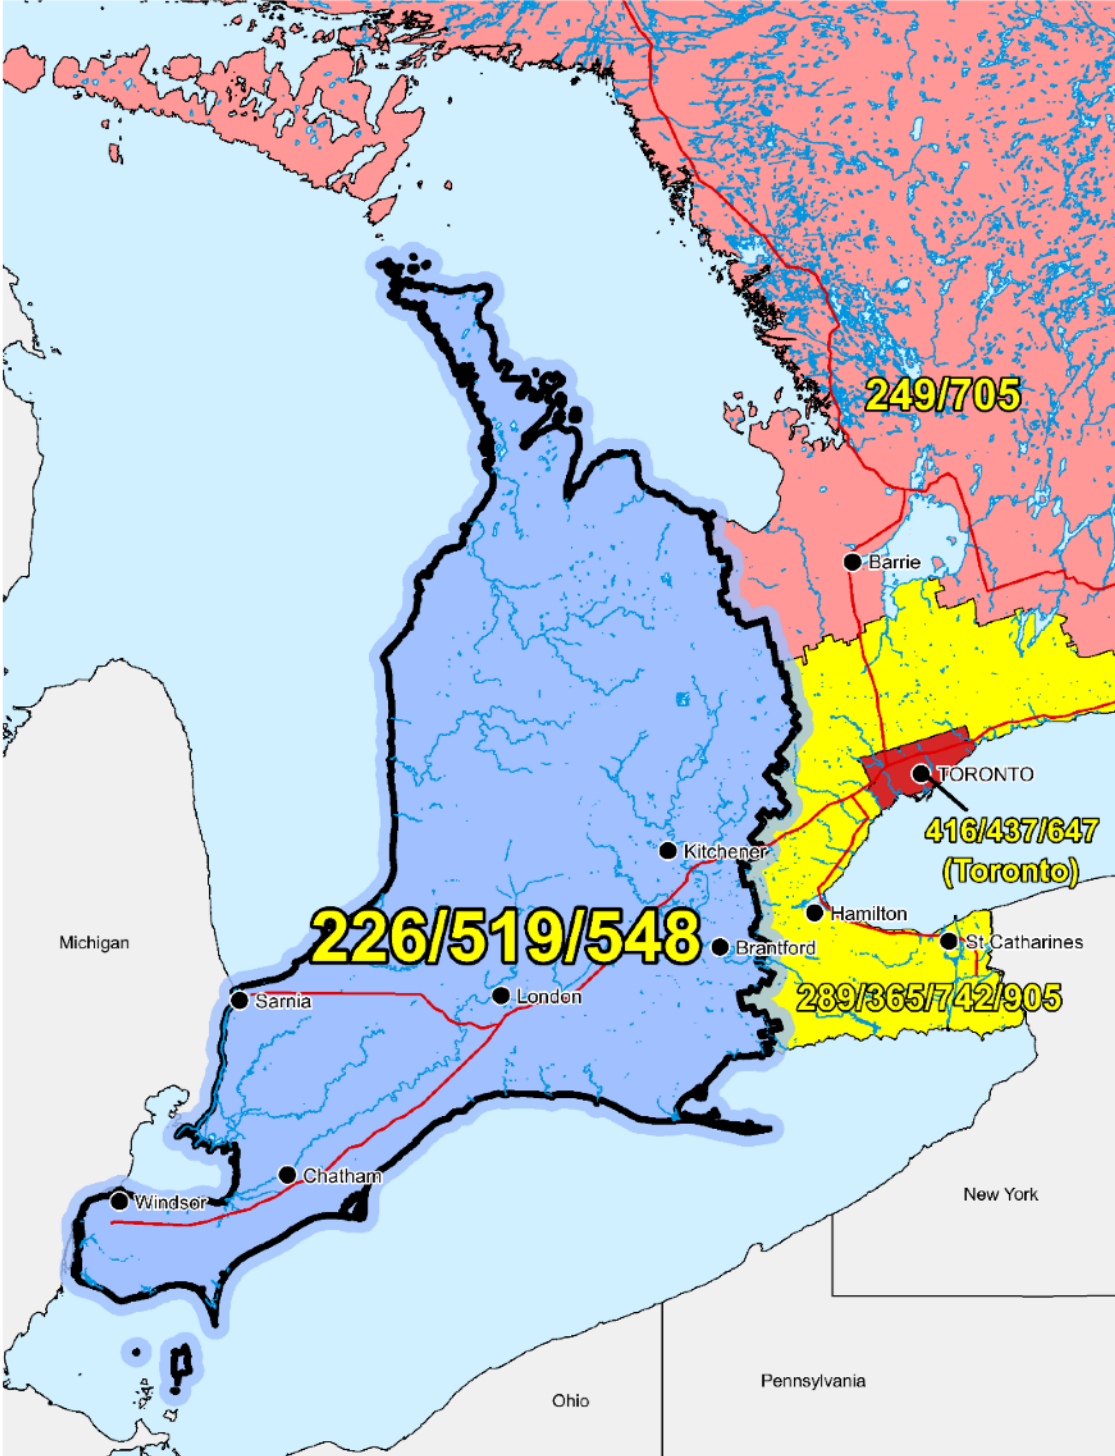 249/705
Barrie
TORONTO
416/437/647
(Toronto)
Kitchener
Hamilton
226/519/548
Brantford
St Catharines
Michigan
London
Sarnia
289/365/742/905
Chatham
Windsor
New York
Pennsylvania
Ohio